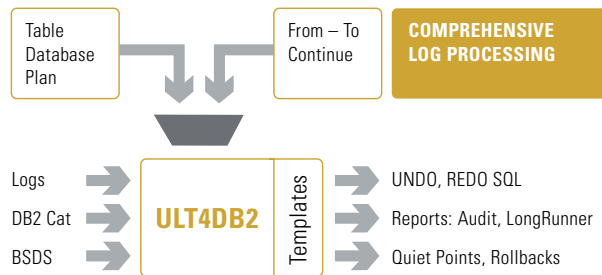 Table
Database
Plan
From – To
Continue
COMPREHENSIVE
LOG PROCESSING
Logs
DB2 Cat
BSDS
ULT4DB2
Templates
UNDO, REDO SQL
Reports: Audit, LongRunner
Quiet Points, Rollbacks